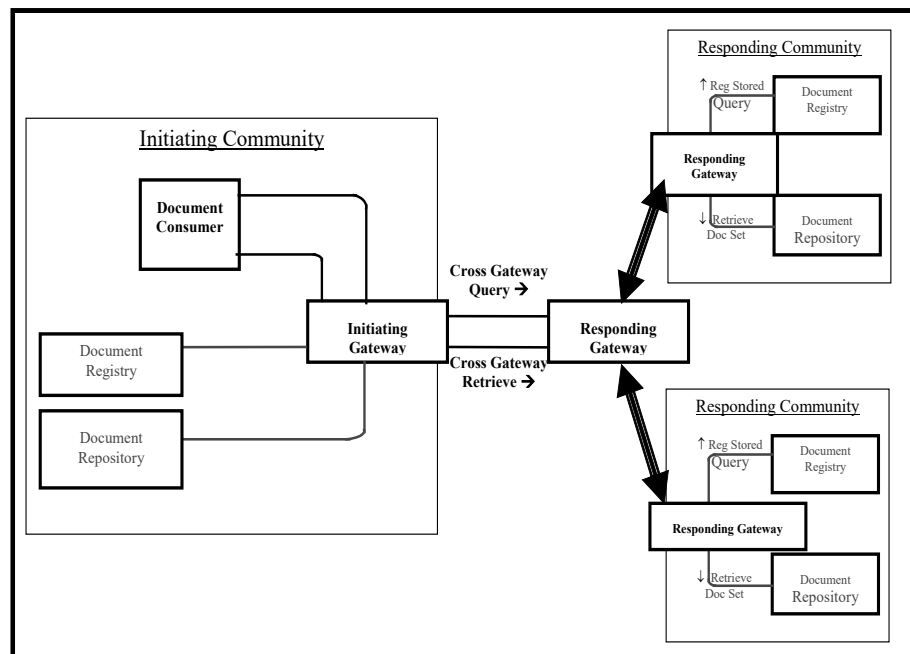 Initiating Community
Document
Consumer
Initiating
Gateway
Document
Registry
Document
Repository
Cross Gateway
Query →
Cross Gateway
Retrieve →
Responding
Gateway
Responding Community
↑ Reg Stored
Query
Document
Registry
Responding
Gateway
↓ Retrieve
Doc Set
Document
Repository
Responding Community
↑ Reg Stored
Query
Document
Registry
Responding Gateway
↓ Retrieve
Doc Set
Document
Repository